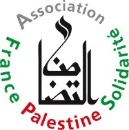 Association
France Palestine Solidarité
التضامن